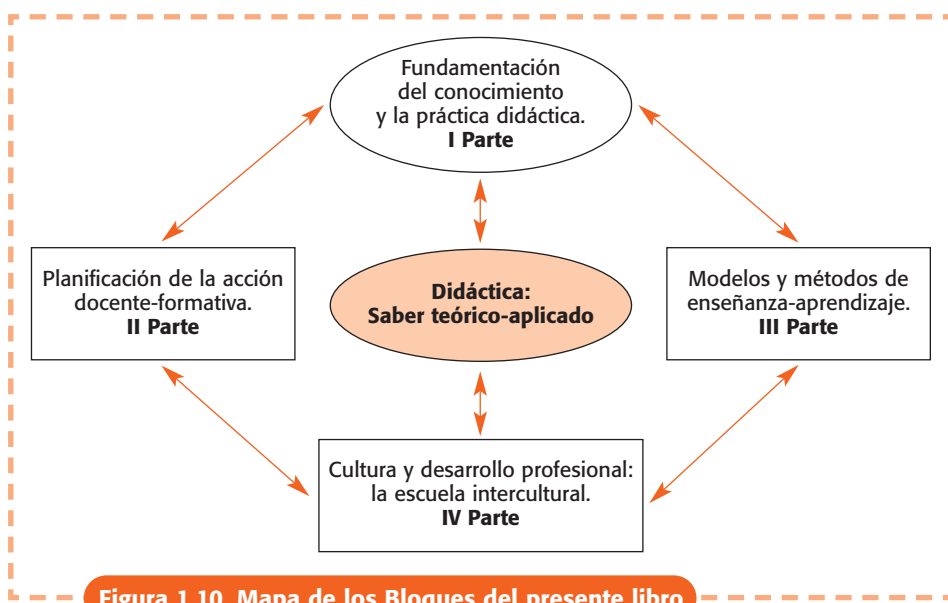 Fundamentación
del conocimiento
y la práctica didáctica.
I Parte
Planificación de la acción
docente-formativa.
II Parte
Didáctica:
Saber teórico-aplicado
Modelos y métodos de
enseñanza-aprendizaje.
III Parte
Cultura y desarrollo profesional:
la escuela intercultural.
IV Parte
Figura 1.10. Mapa de los Bloques del presente libro